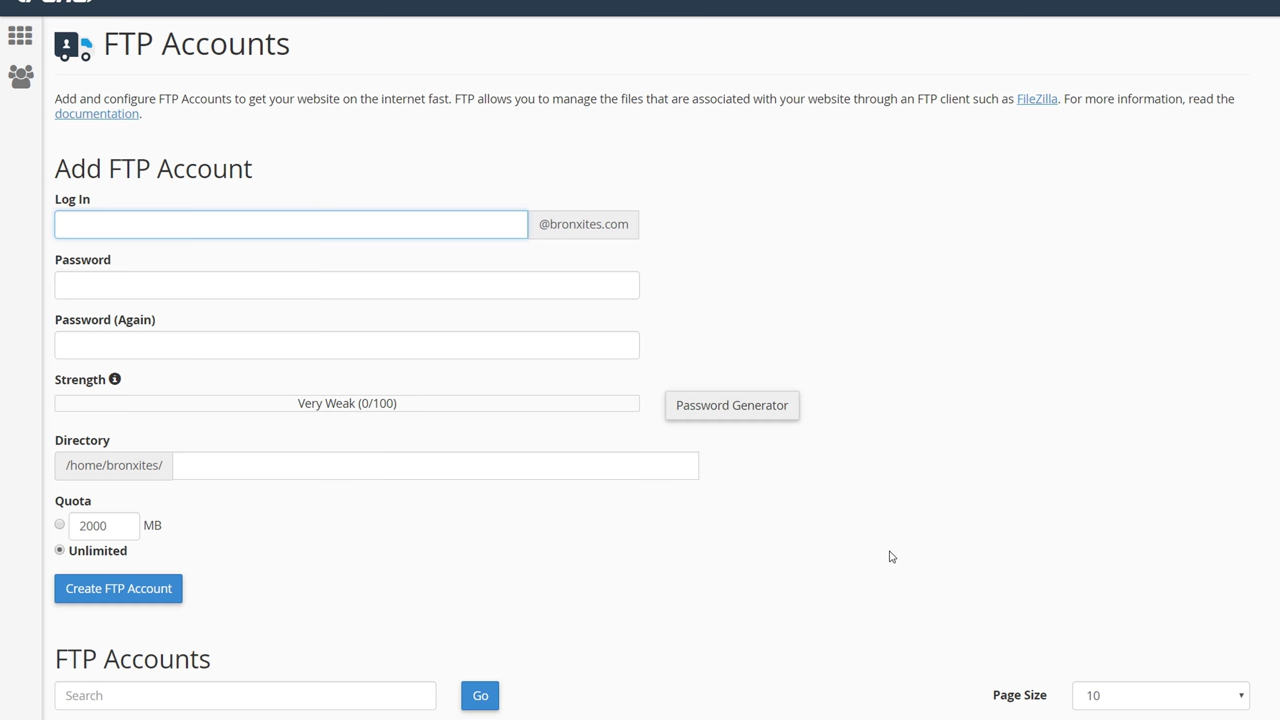 FTP Accounts
Add and configure FTP Accounts to get your website on the internet fast. FTP allows you to manage the files that are associated with your website through an FTP client such as FileZilla. For more information, read the
documentation.
Add FTP Account
Log In
@bronxites.com
Password
Password (Again)
Strength
Very Weak (0/100)
Password Generator
Directory
/home/bronxites/
Quota
2000 MB
Unlimited
Create FTP Account
FTP Accounts
Search Go Page Size 10